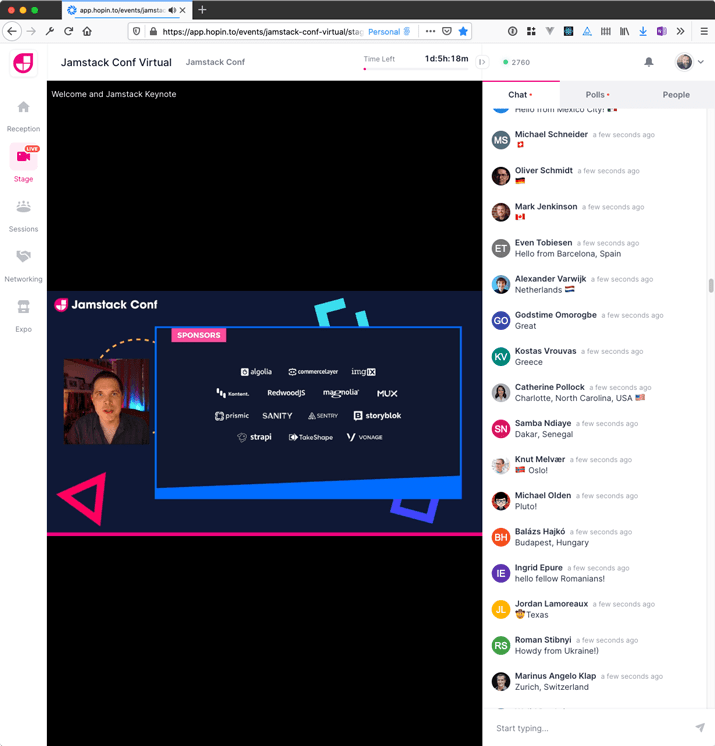 https://app.hopin.to/events/jamsta
https://app.hopin.to/events/jamstack-conf-virtual/stag
Personal
Jamstack Conf Virtual
Jamstack Conf
Time Left
1d:5h:18m
2760
Reception
LIVE
Stage
Sessions
Networking
Expo
Welcome and Jamstack Keynote
Jamstack Conf
SPONSORS
algolia
commercelayer
imgIX
Kontent.
RedwoodJS
magnolia
MUX
prismic
SANITY
SENTRY
storyblok
strapi
TakeShape
VONAGE
Chat
Polls
People
Hello from Mexico City! 🇲🇽
MS
Michael Schneider a few seconds ago
🇨🇭
Oliver Schmidt a few seconds ago
🇩🇪
Mark Jenkinson a few seconds ago
🇨🇦
ET
Even Tobiesen a few seconds ago
Hello from Barcelona, Spain
Alexander Varwijk a few seconds ago
Netherlands 🇳🇱
GO
Godstime Omorogbe a few seconds ago
Great
KV
Kostas Vrouvas a few seconds ago
Greece
Catherine Pollock a few seconds ago
Charlotte, North Carolina, USA 🇺🇸
SN
Samba Ndiaye a few seconds ago
Dakar, Senegal
Knut Melvær a few seconds ago
🇳🇴 Oslo!
Michael Olden a few seconds ago
Pluto!
BH
Balázs Hajkó a few seconds ago
Budapest, Hungary
IE
Ingrid Epure a few seconds ago
hello fellow Romanians!
JL
Jordan Lamoreaux a few seconds ago
🤠Texas
RS
Roman Stibnyi a few seconds ago
Howdy from Ukraine!)
Marinus Angelo Klap a few seconds ago
Zurich, Switzerland
Start typing...